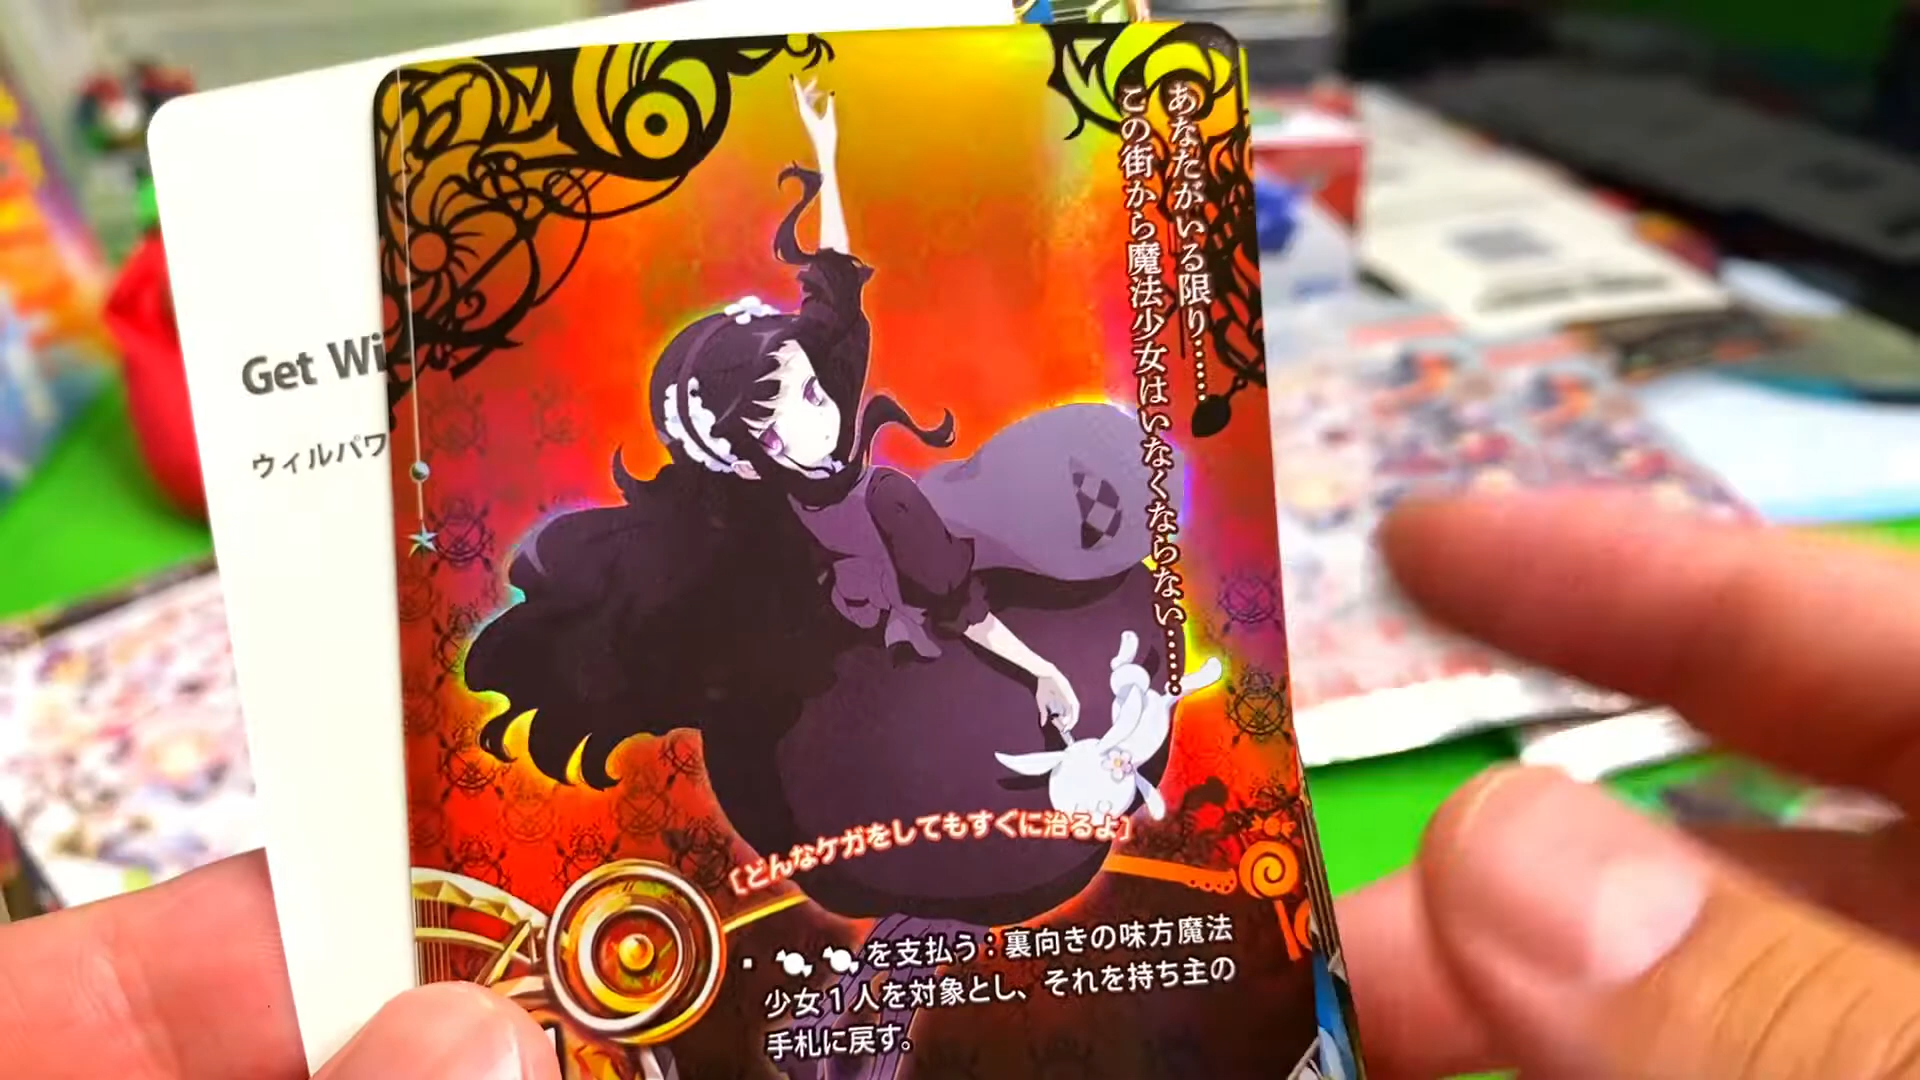 あなたがいる限り……
この街から魔法少女はいなくならない……
Get Wi
ウィルパワ
〔どんなケガをしてもすぐに治るよ〕
・を支払う：裏向きの味方魔法
少女1人を対象とし、それを持ち主の
手札に戻す。